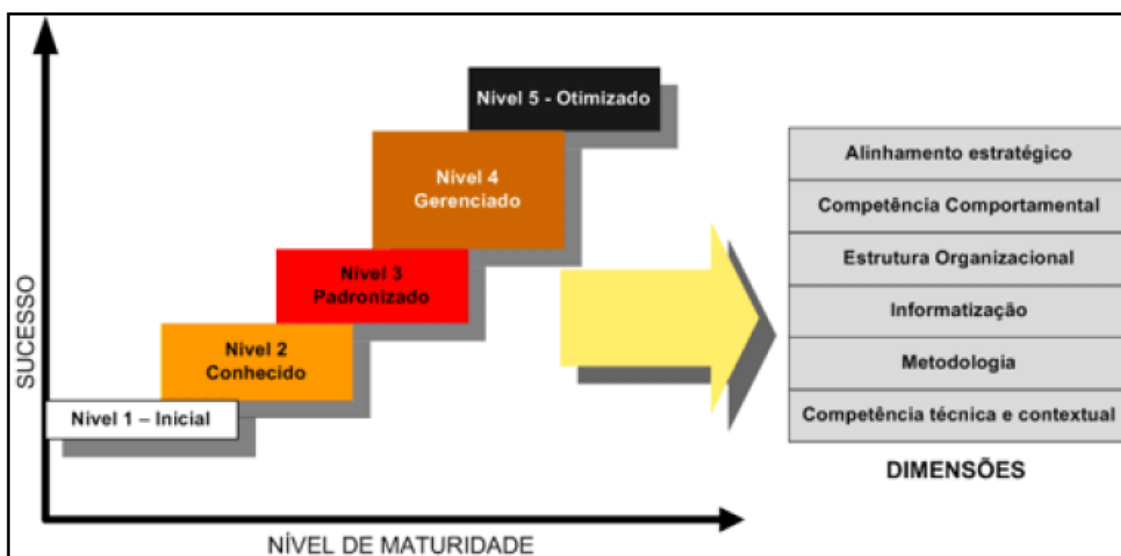 SUCESSO
Nível 5 - Otimizado
Nível 4
Gerenciado
Nível 3
Padronizado
Nível 2
Conhecido
Nível 1 – Inicial
NÍVEL DE MATURIDADE
Alinhamento estratégico
Competência Comportamental
Estrutura Organizacional
Informatização
Metodologia
Competência técnica e contextual
DIMENSÕES